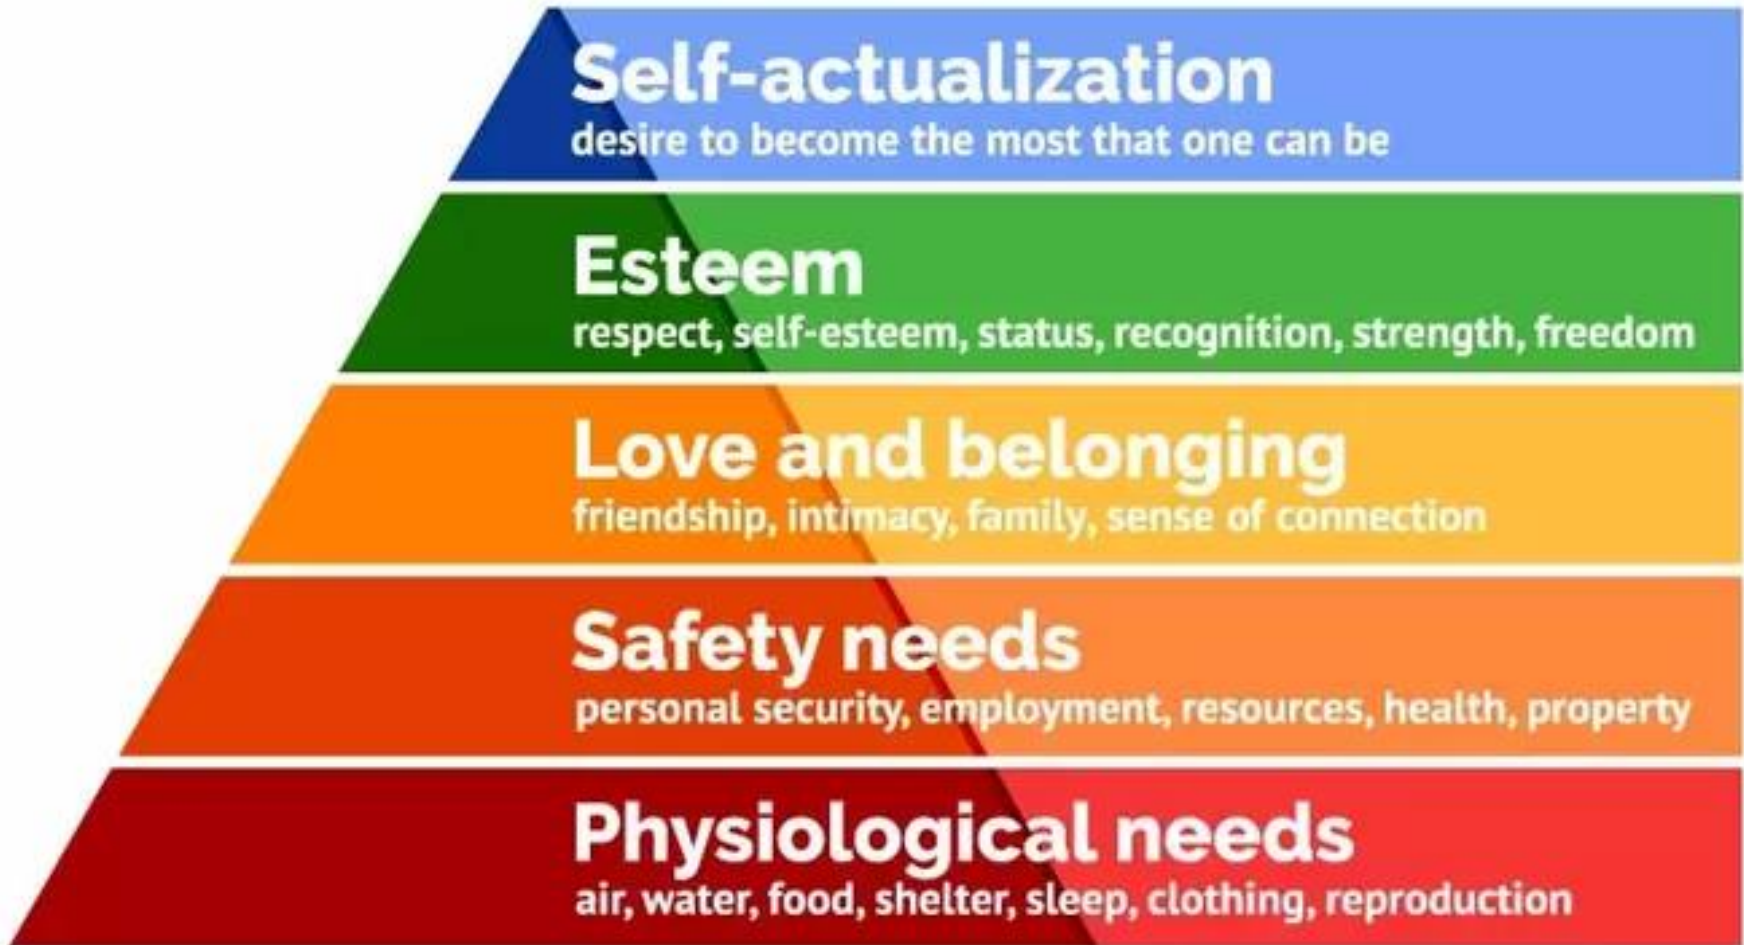 Self-actualization
desire to become the most that one can be
Esteem
respect, self-esteem, status, recognition, strength, freedom
Love and belonging
friendship, intimacy, family, sense of connection
Safety needs
personal security, employment, resources, health, property
Physiological needs
air, water, food, shelter, sleep, clothing, reproduction